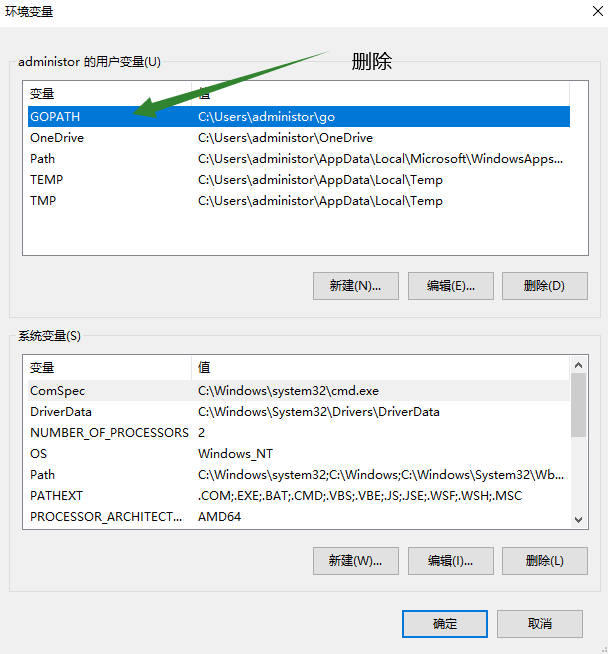 环境变量
administor 的用户变量(U)
删除
变量 值
GOPATH C:\Users\administor\go
OneDrive C:\Users\administor\OneDrive
Path C:\Users\administor\AppData\Local\Microsoft\WindowsApps...
TEMP C:\Users\administor\AppData\Local\Temp
TMP C:\Users\administor\AppData\Local\Temp
新建(N)... 编辑(E)... 删除(D)
系统变量(S)
变量 值
ComSpec C:\Windows\system32\cmd.exe
DriverData C:\Windows\System32\Drivers\DriverData
NUMBER_OF_PROCESSORS 2
OS Windows_NT
Path C:\Windows\system32;C:\Windows;C:\Windows\System32\Wb...
PATHEXT .COM;.EXE;.BAT;.CMD;.VBS;.VBE;.JS;.JSE;.WSF;.WSH;.MSC
PROCESSOR_ARCHITECT... AMD64
新建(W)... 编辑(I)... 删除(L)
确定 取消